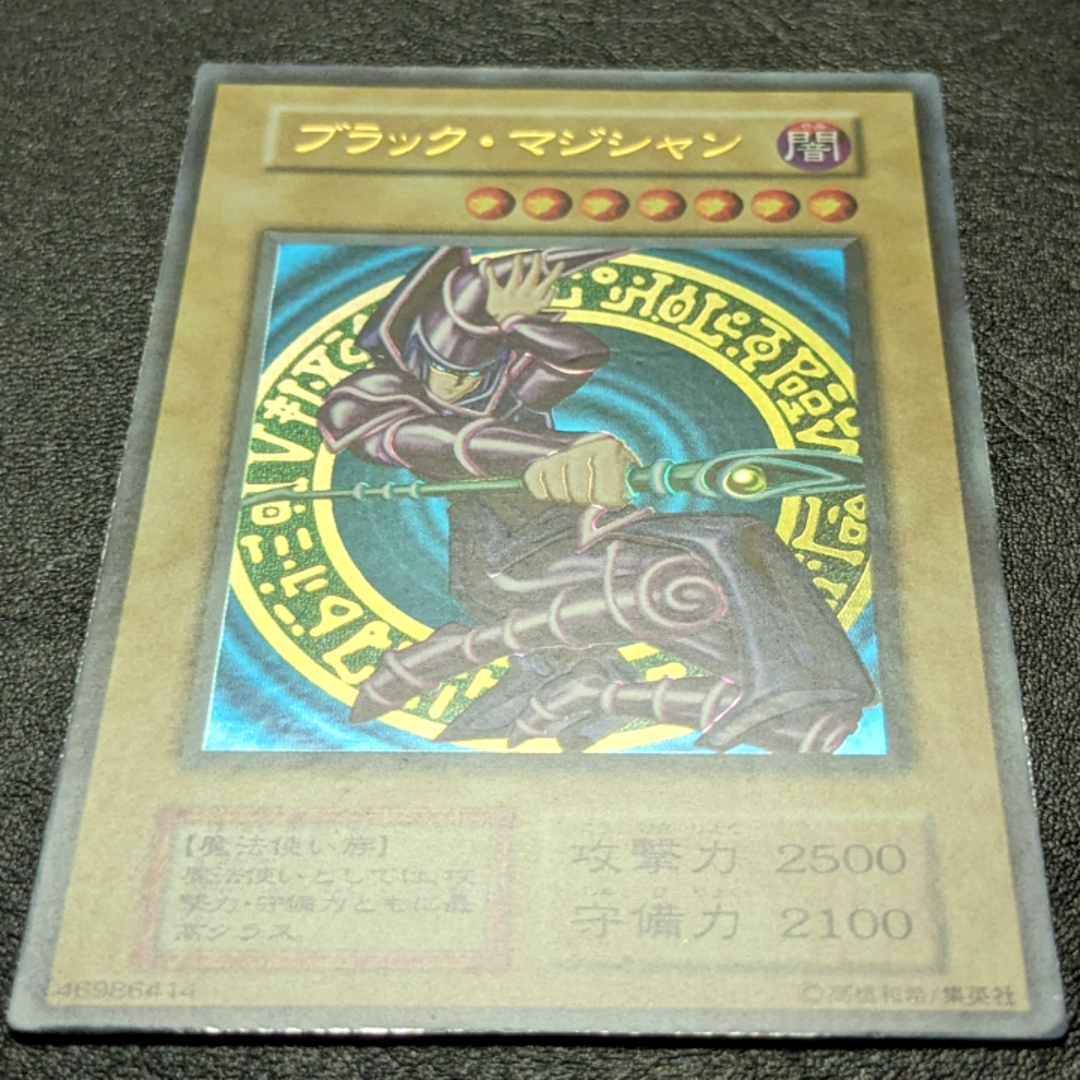 ブラック・マジシャン
闇
【魔法使い族】
魔法使いとしては、攻
撃力・守備力ともに最
高クラス
攻撃力 2500
守備力 2100
46986414
©高橋和希/集英社